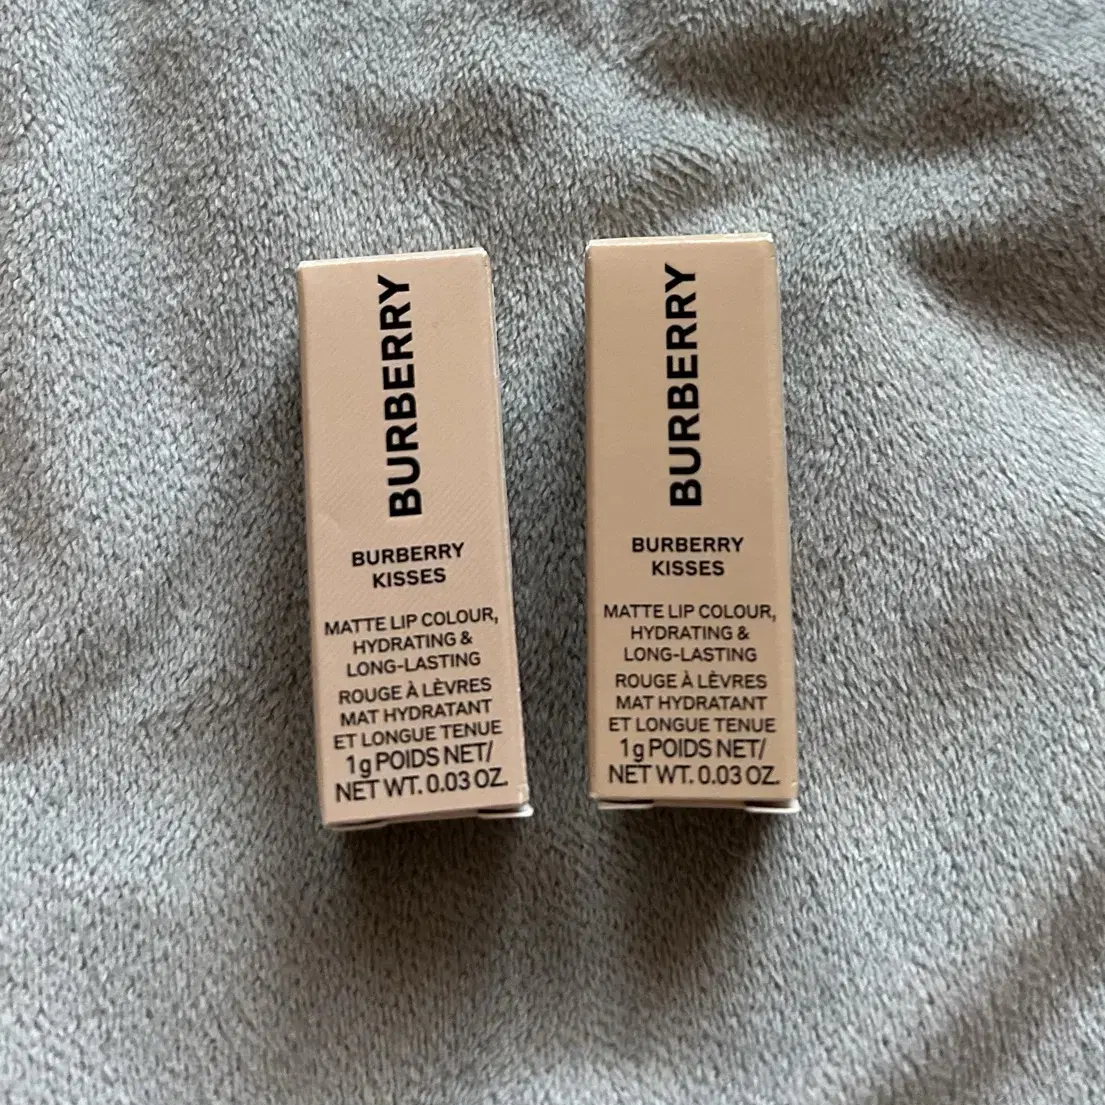 BURBERRY
BURBERRY
KISSES
MATTE LIP COLOUR,
HYDRATING &
LONG-LASTING
ROUGE À LÈVRES
MAT HYDRATANT
ET LONGUE TENUE
1g POIDS NET/
NET WT. 0.03 OZ.
BURBERRY
BURBERRY
KISSES
MATTE LIP COLOUR,
HYDRATING &
LONG-LASTING
ROUGE À LÈVRES
MAT HYDRATANT
ET LONGUE TENUE
1g POIDS NET/
NET WT. 0.03 OZ.